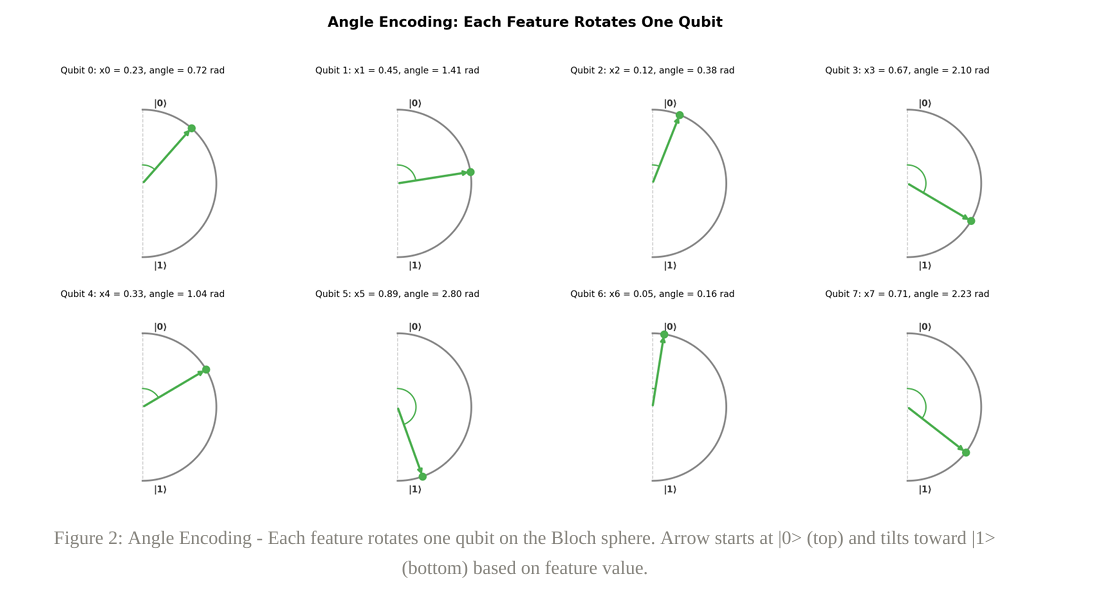 Angle Encoding: Each Feature Rotates One Qubit
Qubit 0: x0 = 0.23, angle = 0.72 rad
Qubit 1: x1 = 0.45, angle = 1.41 rad
Qubit 2: x2 = 0.12, angle = 0.38 rad
Qubit 3: x3 = 0.67, angle = 2.10 rad
|0⟩
|0⟩
|0⟩
|0⟩
|1⟩
|1⟩
|1⟩
|1⟩
Qubit 4: x4 = 0.33, angle = 1.04 rad
Qubit 5: x5 = 0.89, angle = 2.80 rad
Qubit 6: x6 = 0.05, angle = 0.16 rad
Qubit 7: x7 = 0.71, angle = 2.23 rad
|0⟩
|0⟩
|0⟩
|0⟩
|1⟩
|1⟩
|1⟩
|1⟩
Figure 2: Angle Encoding - Each feature rotates one qubit on the Bloch sphere. Arrow starts at |0> (top) and tilts toward |1>
(bottom) based on feature value.